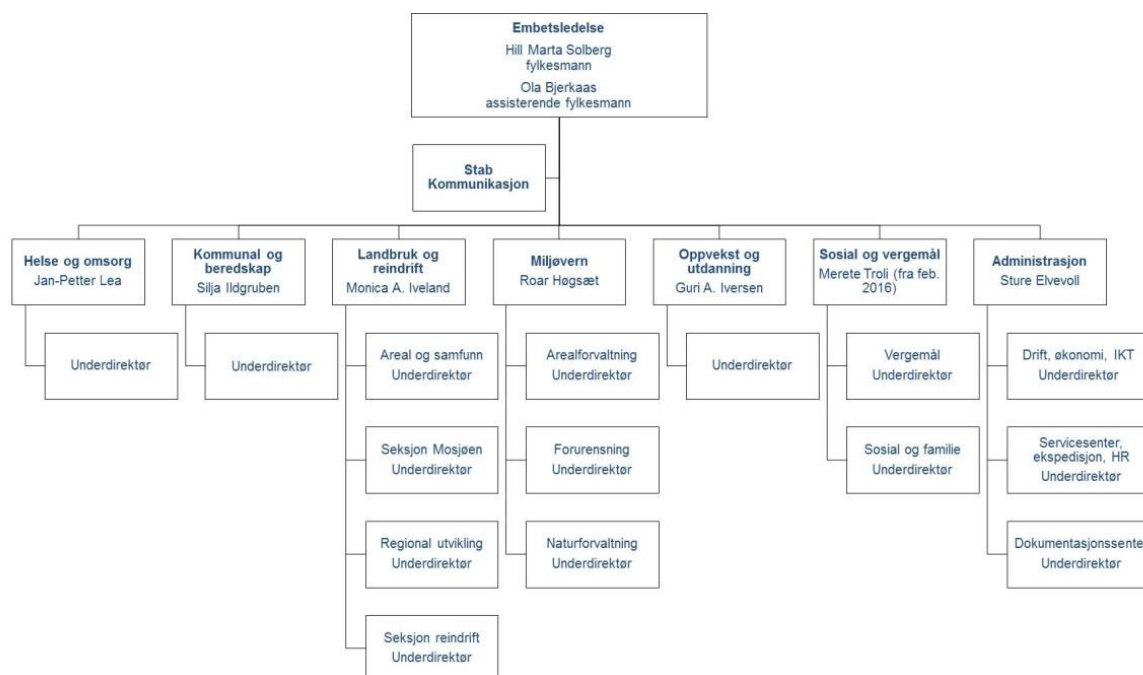 Embetsledelse
Hill Marta Solberg
fylkesmann
Ola Bjerkaas
assisterende fylkesmann
Stab
Kommunikasjon
Helse og omsorg
Jan-Petter Lea
Underdirektør
Kommunal og
beredskap
Silja Ildgruben
Underdirektør
Landbruk og
reindrift
Monica A. Iveland
Areal og samfunn
Underdirektør
Seksjon Mosjøen
Underdirektør
Regional utvikling
Underdirektør
Seksjon reindrift
Underdirektør
Miljøvern
Roar Høgsæt
Arealforvaltning
Underdirektør
Forurensning
Underdirektør
Naturforvaltning
Underdirektør
Oppvekst og
utdanning
Guri A. Iversen
Underdirektør
Sosial og vergemål
Merete Troli (fra feb.
2016)
Vergemål
Underdirektør
Sosial og familie
Underdirektør
Administrasjon
Sture Elvevoll
Drift, økonomi, IKT
Underdirektør
Servicesenter,
ekspedisjon, HR
Underdirektør
Dokumentasjonssente
Underdirektør